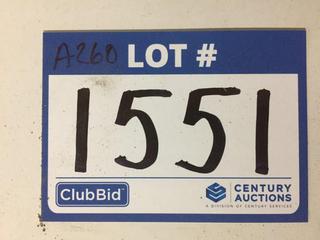 A260 LOT #
1551
ClubBid
CENTURY
AUCTIONS
A DIVISION OF CENTURY SERVICES